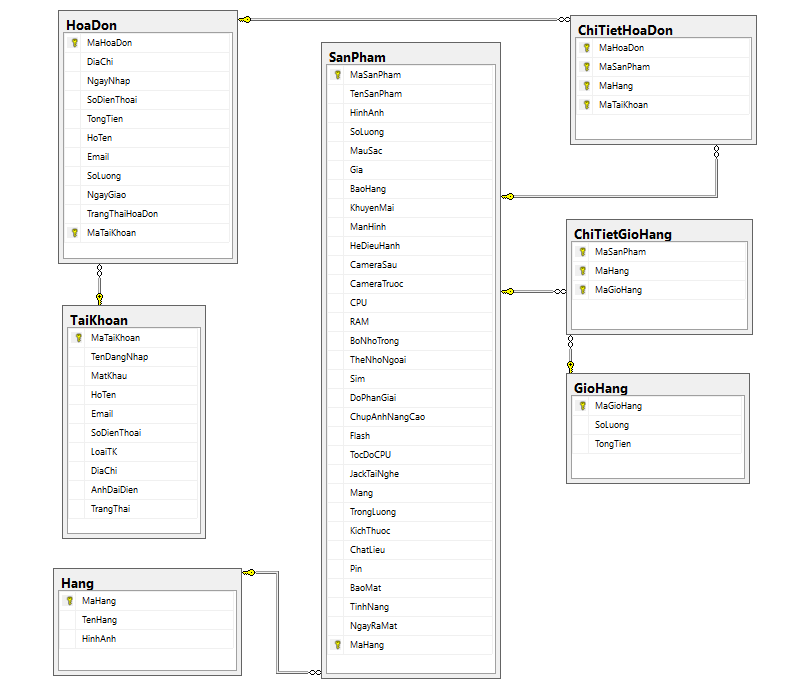 HoaDon
MaHoaDon
DiaChi
NgayNhap
SoDienThoai
TongTien
HoTen
Email
SoLuong
NgayGiao
TrangThaiHoaDon
MaTaiKhoan
TaiKhoan
MaTaiKhoan
TenDangNhap
MatKhau
HoTen
Email
SoDienThoai
LoaiTK
DiaChi
AnhDaiDien
TrangThai
Hang
MaHang
TenHang
HinhAnh
SanPham
MaSanPham
TenSanPham
HinhAnh
SoLuong
MauSac
Gia
BaoHang
KhuyenMai
ManHinh
HeDieuHanh
CameraSau
CameraTruoc
CPU
RAM
BoNhoTrong
TheNhoNgoai
Sim
DoPhanGiai
ChupAnhNangCao
Flash
TocDoCPU
JackTaiNghe
Mang
TrongLuong
KichThuoc
ChatLieu
Pin
BaoMat
TinhNang
NgayRaMat
MaHang
ChiTietHoaDon
MaHoaDon
MaSanPham
MaHang
MaTaiKhoan
ChiTietGioHang
MaSanPham
MaHang
MaGioHang
GioHang
MaGioHang
SoLuong
TongTien